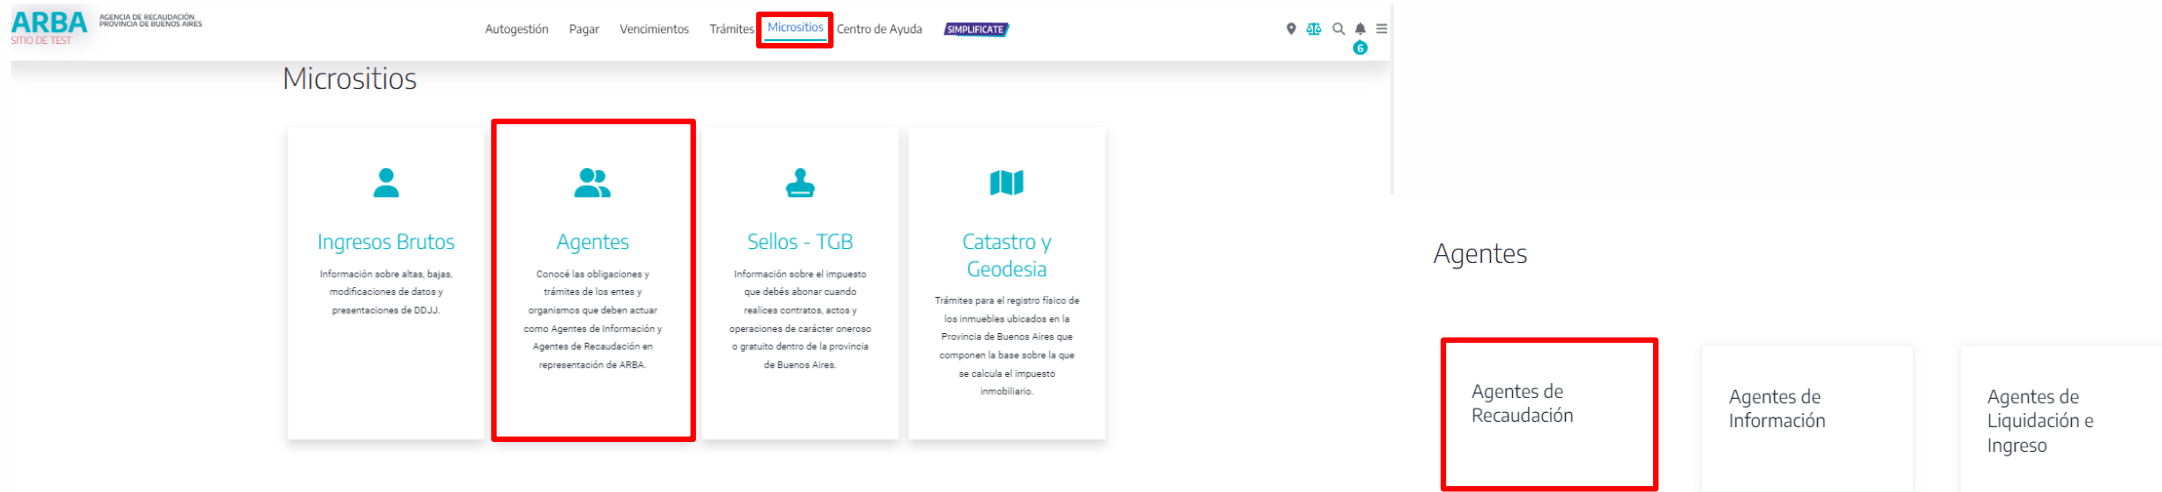 ARBA
AGENCIA DE RECAUDACIÓN
PROVINCIA DE BUENOS AIRES
SITIO DE TEST
Autogestión Pagar Vencimientos Trámites Micrositios Centro de Ayuda SIMPLIFICATE
6
Micrositios
Ingresos Brutos
Información sobre altas, bajas,
modificaciones de datos y
presentaciones de DDJJ.
Agentes
Conocé las obligaciones y
trámites de los entes y
organismos que deben actuar
como Agentes de Información y
Agentes de Recaudación en
representación de ARBA.
Sellos - TGB
Información sobre el impuesto
que debés abonar cuando
realices contratos, actos y
operaciones de carácter oneroso
o gratuito dentro de la provincia
de Buenos Aires.
Catastro y
Geodesia
Trámites para el registro físico de
los inmuebles ubicados en la
Provincia de Buenos Aires que
componen la base sobre la que
se calcula el impuesto
inmobiliario.
Agentes
Agentes de
Recaudación
Agentes de
Información
Agentes de
Liquidación e
Ingreso